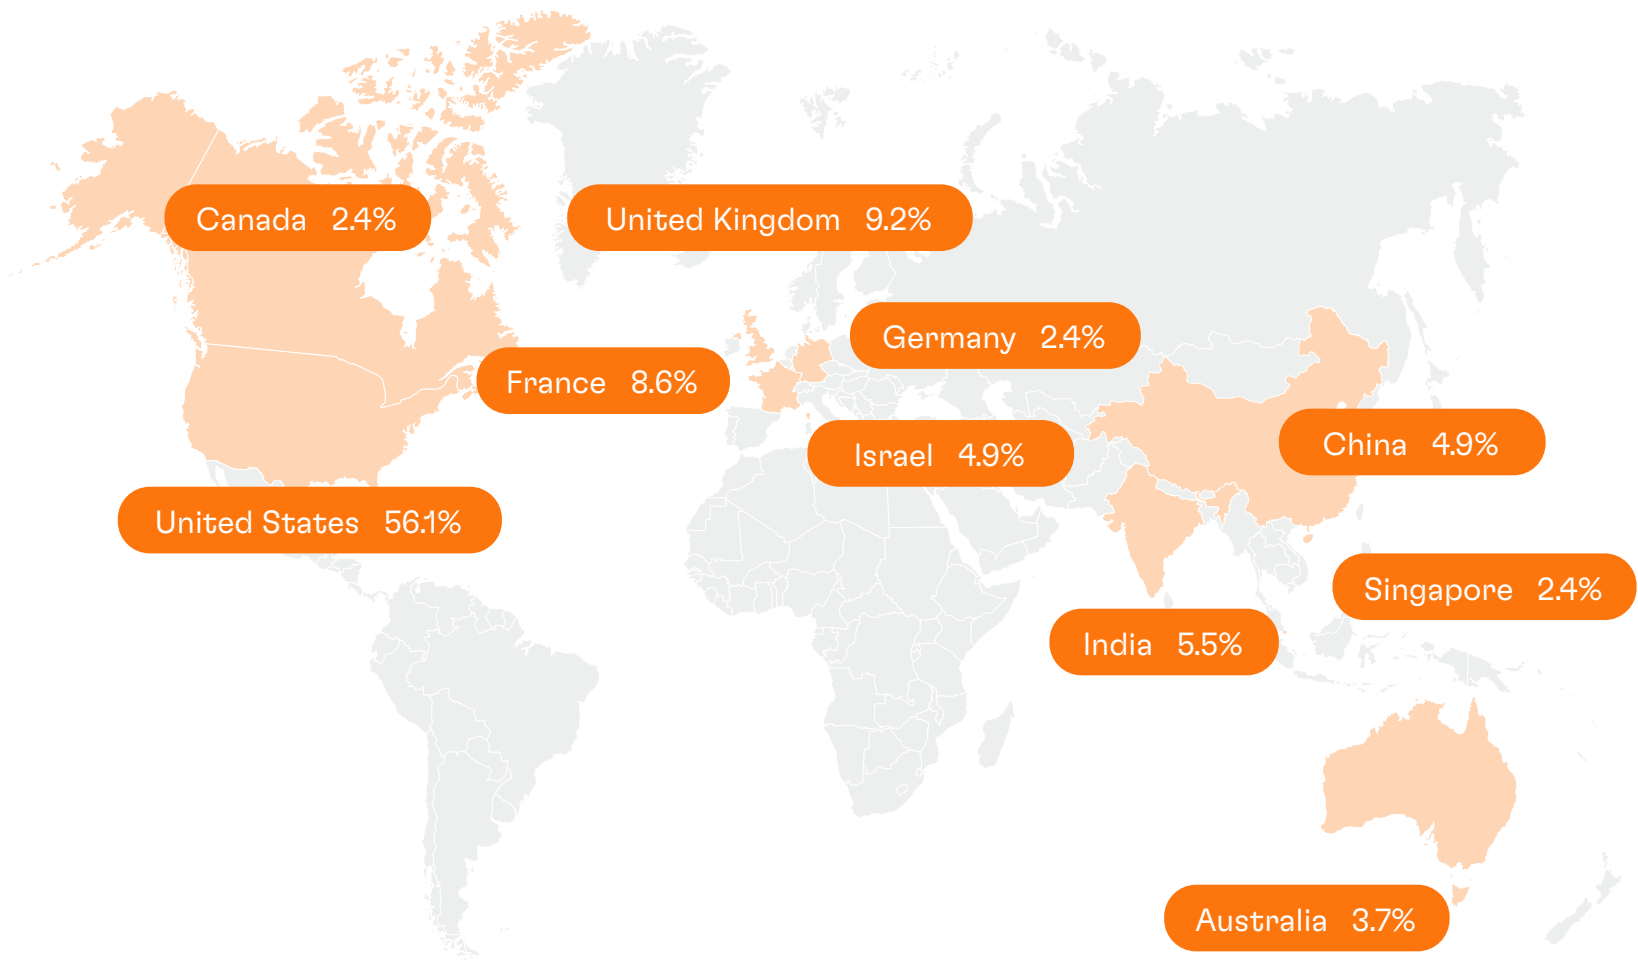 Canada 2.4%
United Kingdom 9.2%
Germany 2.4%
France 8.6%
Israel 4.9%
China 4.9%
United States 56.1%
Singapore 2.4%
India 5.5%
Australia 3.7%